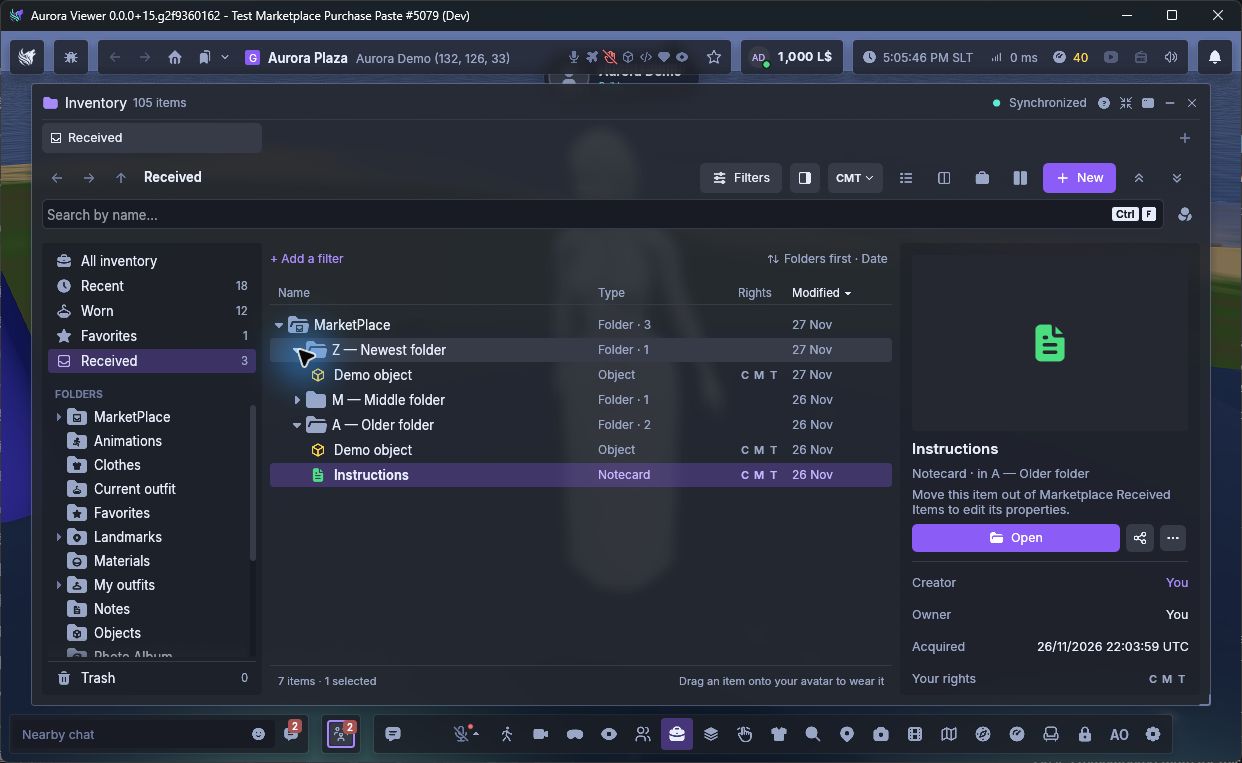 Aurora Viewer 0.0.0+15.g2f9360162 - Test Marketplace Purchase Paste #5079 (Dev)
G Aurora Plaza Aurora Demo (132, 126, 33)
AD 1,000 L$
5:05:46 PM SLT 0 ms 40
Aurora Demo
Inventory 105 items
Synchronized
Received
Received
Filters
CMT
+ New
Search by name...
Ctrl F
All inventory
Recent 18
Worn 12
Favorites 1
Received 3
FOLDERS
MarketPlace
Animations
Clothes
Current outfit
Favorites
Landmarks
Materials
My outfits
Notes
Objects
Photo Album
Trash 0
+ Add a filter
Folders first · Date
Name Type Rights Modified
MarketPlace Folder · 3 27 Nov
Z — Newest folder Folder · 1 27 Nov
Demo object Object C M T 27 Nov
M — Middle folder Folder · 1 26 Nov
A — Older folder Folder · 2 26 Nov
Demo object Object C M T 26 Nov
Instructions Notecard C M T 26 Nov
7 items · 1 selected
Drag an item onto your avatar to wear it
Instructions
Notecard · in A — Older folder
Move this item out of Marketplace Received
Items to edit its properties.
Open
Creator You
Owner You
Acquired 26/11/2026 22:03:59 UTC
Your rights C M T
Nearby chat
2
2
AO